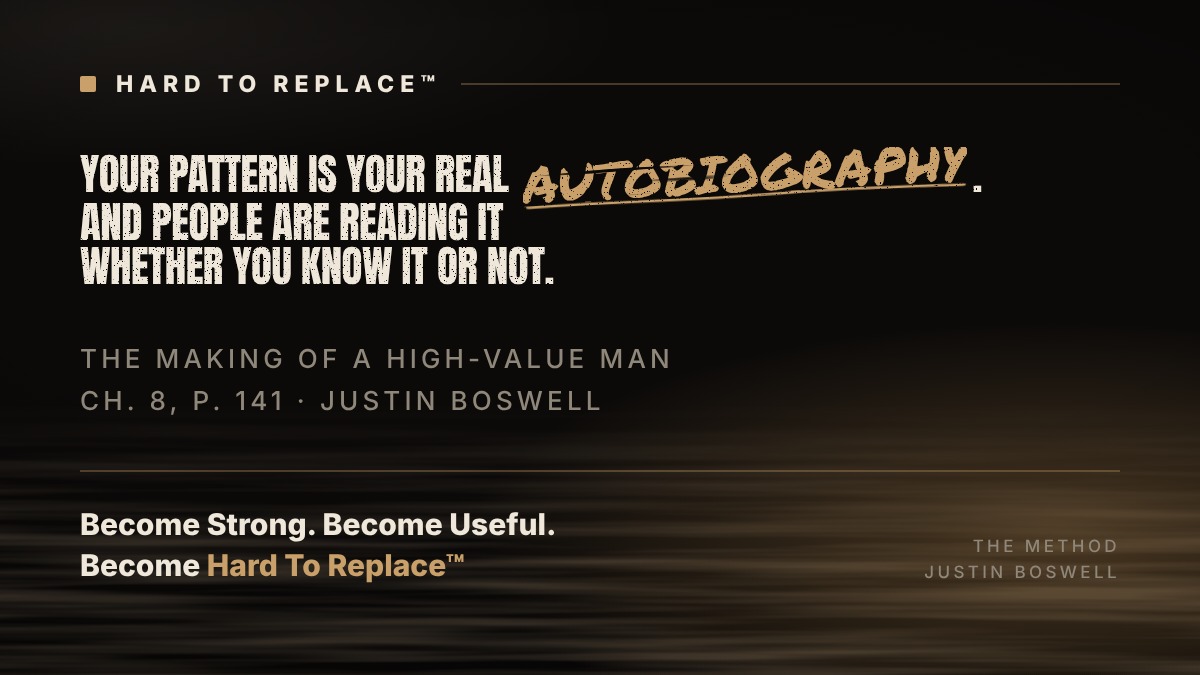 HARD TO REPLACE™
YOUR PATTERN IS YOUR REAL AUTOBIOGRAPHY.
AND PEOPLE ARE READING IT
WHETHER YOU KNOW IT OR NOT.
THE MAKING OF A HIGH-VALUE MAN
CH. 8, P. 141 · JUSTIN BOSWELL
Become Strong. Become Useful.
Become Hard To Replace™
THE METHOD
JUSTIN BOSWELL